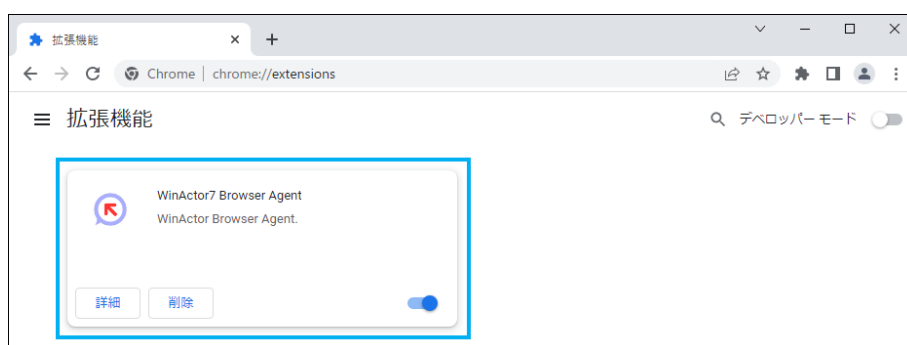 拡張機能
Chrome | chrome://extensions
拡張機能
デベロッパー モード
WinActor7 Browser Agent
WinActor Browser Agent.
詳細 削除